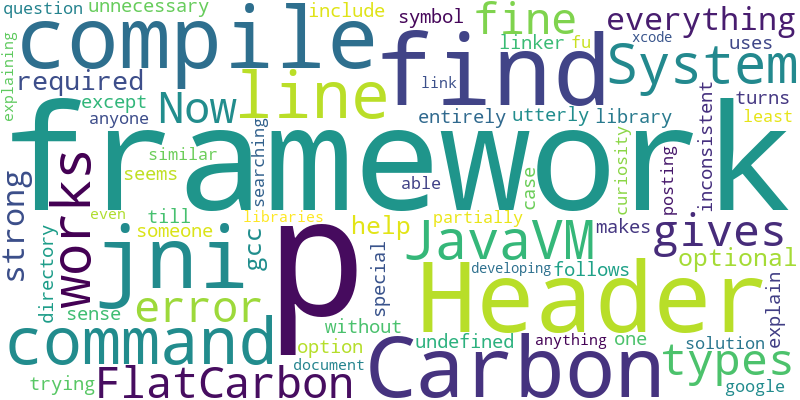 question unnecessary include symbol fine everything
compile find linker fu xcode uses
explaining required Now line link System
except anyone entirely utterly library turns least
framework
strong works similar seems searching able case curiosity posting inconsistent
jni p even libraries till someone gcc help partially makes gives
directory error special JavaVM one optional
sense Header developing follows explain
command option without undefined anything types
trying FlatCarbon document Carbon solution google